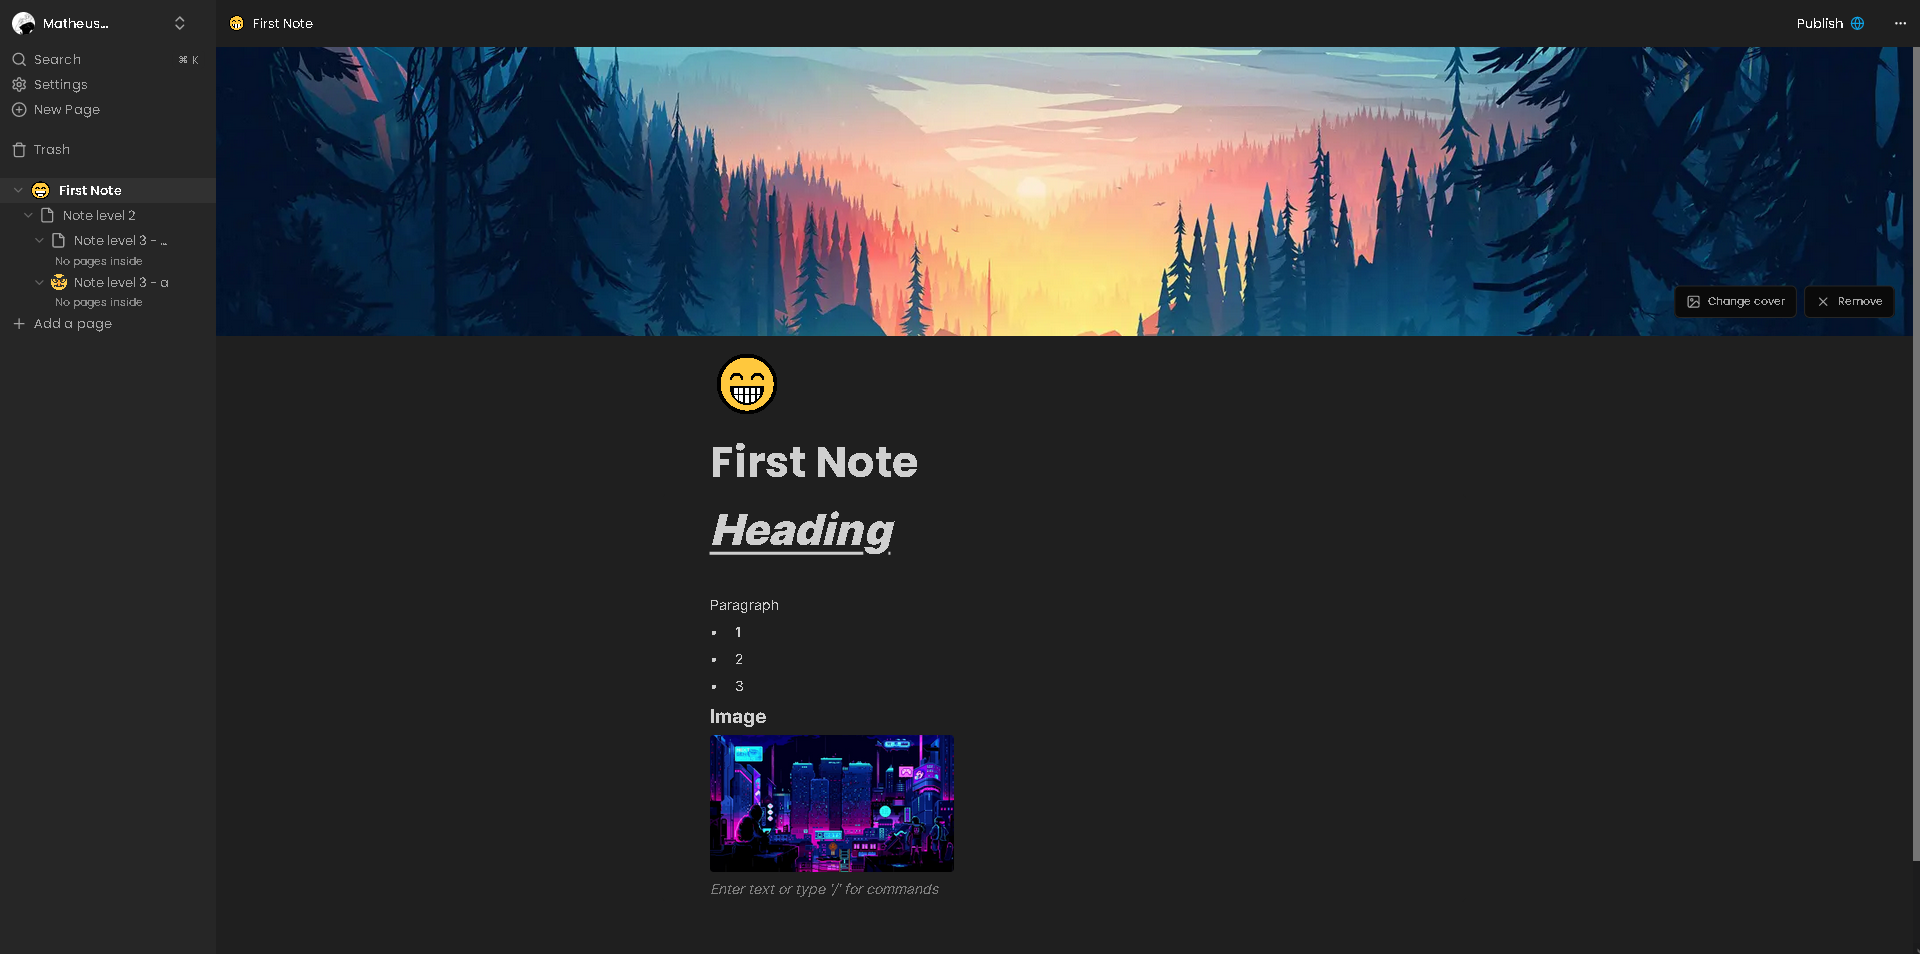 Matheus...
Search ⌘ K
Settings
New Page
Trash
First Note
Note level 2
Note level 3 - ...
No pages inside
Note level 3 - a
No pages inside
Add a page
First Note
Publish
Change cover
Remove
First Note
Heading
Paragraph
• 1
• 2
• 3
Image
Enter text or type '/' for commands